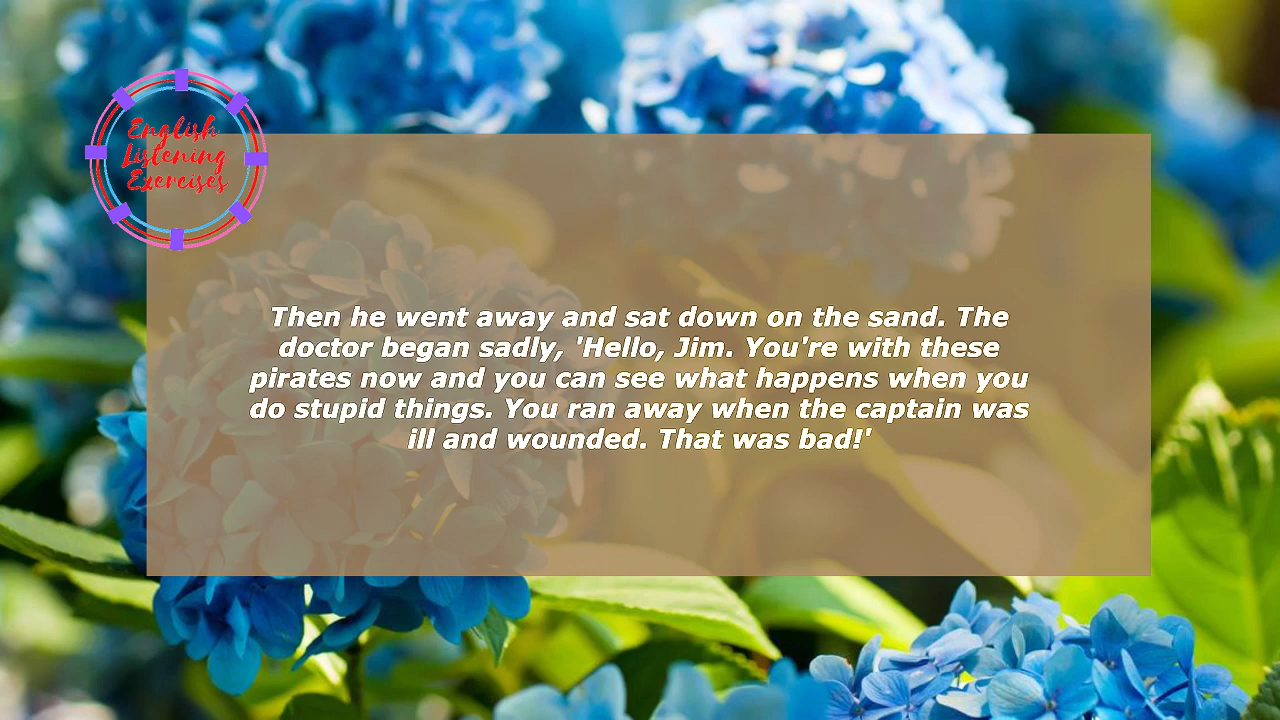 English
Listening
Exercises
Then he went away and sat down on the sand. The
doctor began sadly, 'Hello, Jim. You're with these
pirates now and you can see what happens when you
do stupid things. You ran away when the captain was
ill and wounded. That was bad!'